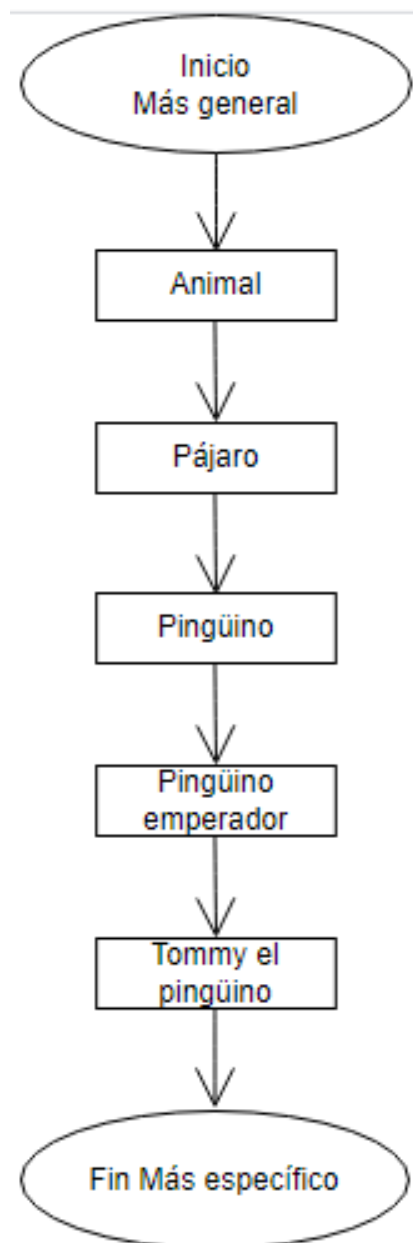 Inicio
Más general
Animal
Pájaro
Pingüino
Pingüino
emperador
Tommy el
pingüino
Fin Más específico